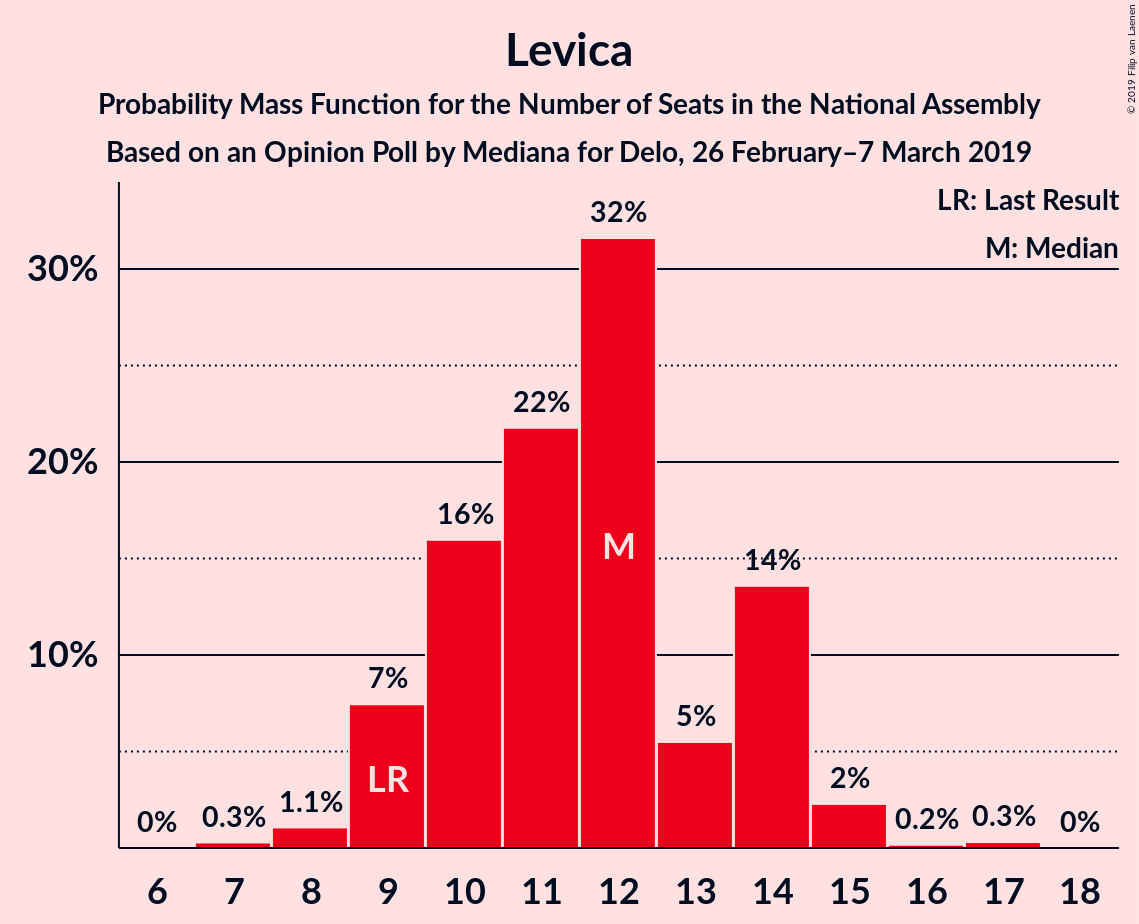 Levica
Probability Mass Function for the Number of Seats in the National Assembly
Based on an Opinion Poll by Mediana for Delo, 26 February–7 March 2019
© 2019 Filip van Laenen
LR: Last Result
M: Median
30%
20%
10%
0%
0.3%
1.1%
7%
16%
22%
32%
5%
14%
2%
0.2%
0.3%
0%
LR
M
6 7 8 9 10 11 12 13 14 15 16 17 18